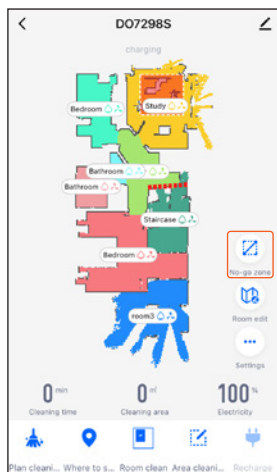 DO7298S
charging
Bedroom
Study
Bathroom
Bathroom
Staircase
Bedroom
room3
No-go zone
Room edit
Settings
0 min
0 ㎡
100 %
Cleaning time
Cleaning area
Electricity
Plan cleani...
Where to s...
Room clean
Area cleani...
Recharge